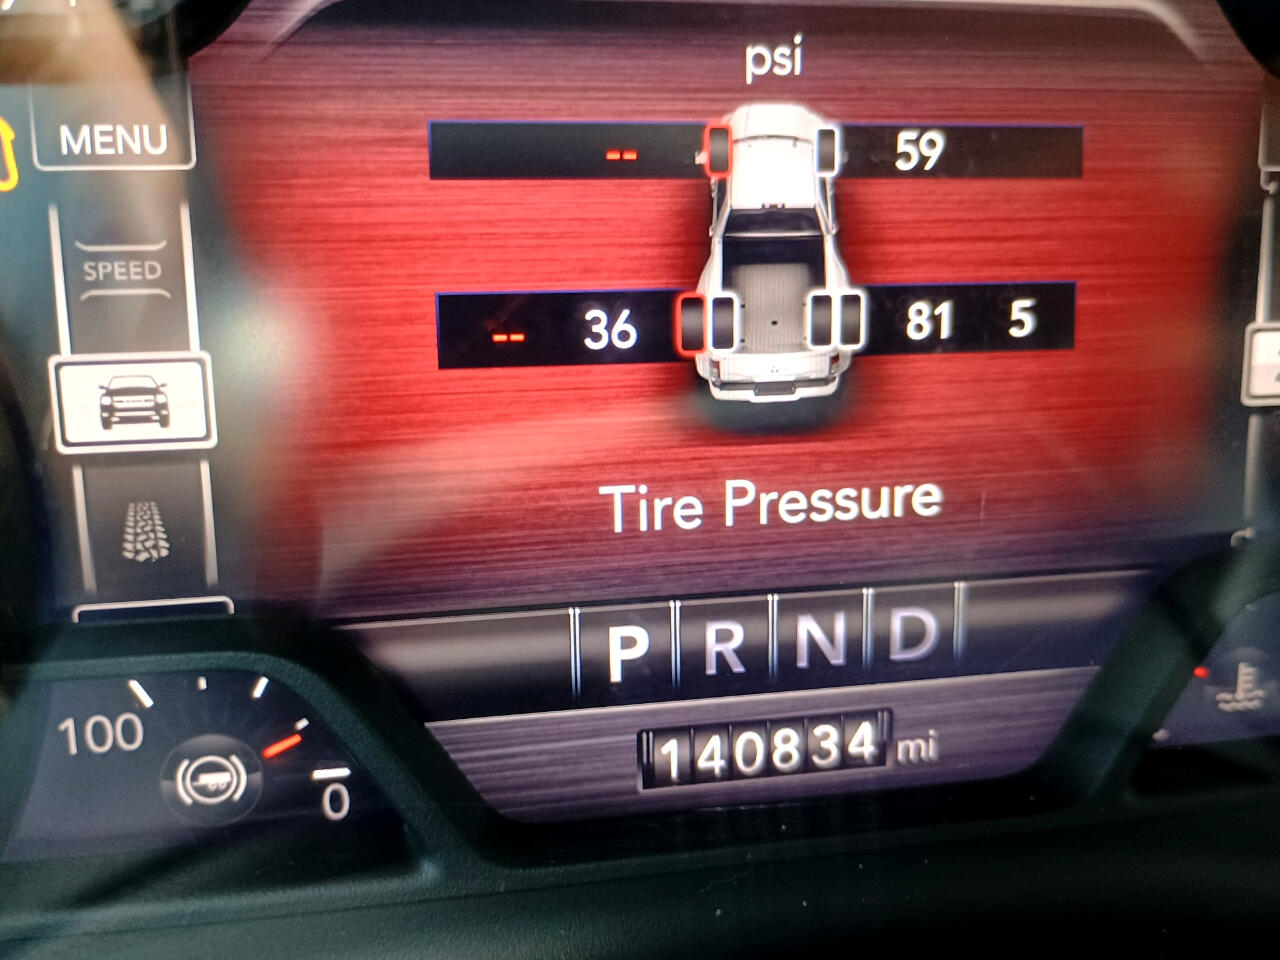 psi
MENU
-- 59
SPEED
-- 36 81 5
Tire Pressure
P R N D
100
140834 mi
0